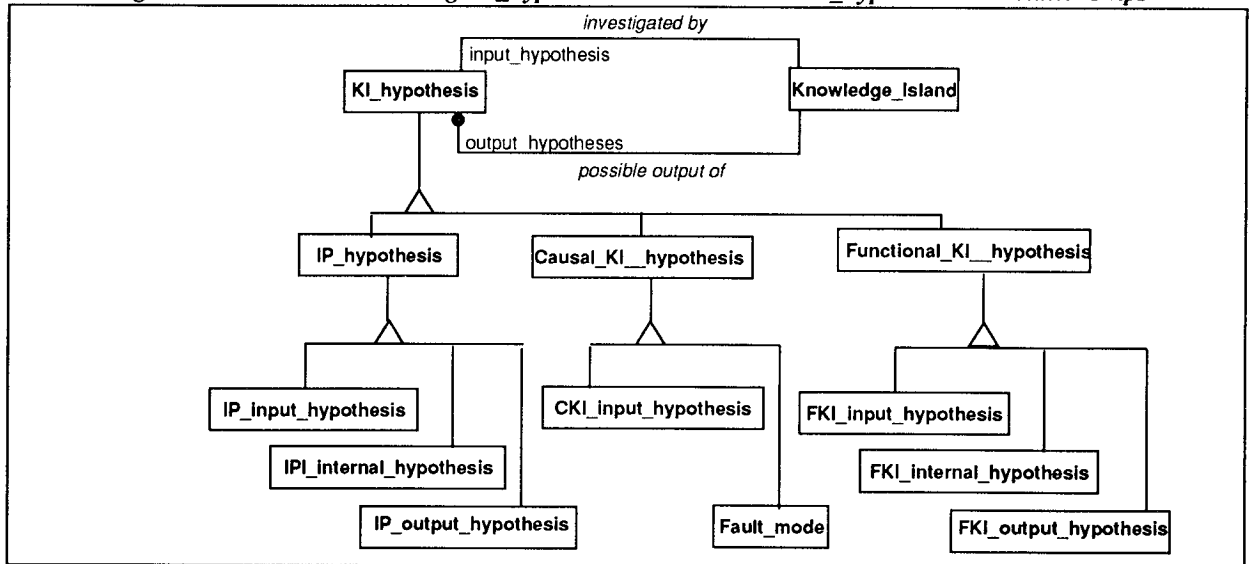 investigated by
input_hypothesis
KI_hypothesis
Knowledge_Island
output_hypotheses
possible output of
IP_hypothesis
Causal_KI__hypothesis
Functional_KI__hypothesis
IP_input_hypothesis
CKI_input_hypothesis
FKI_input_hypothesis
IPI_internal_hypothesis
FKI_internal_hypothesis
IP_output_hypothesis
Fault_mode
FKI_output_hypothesis